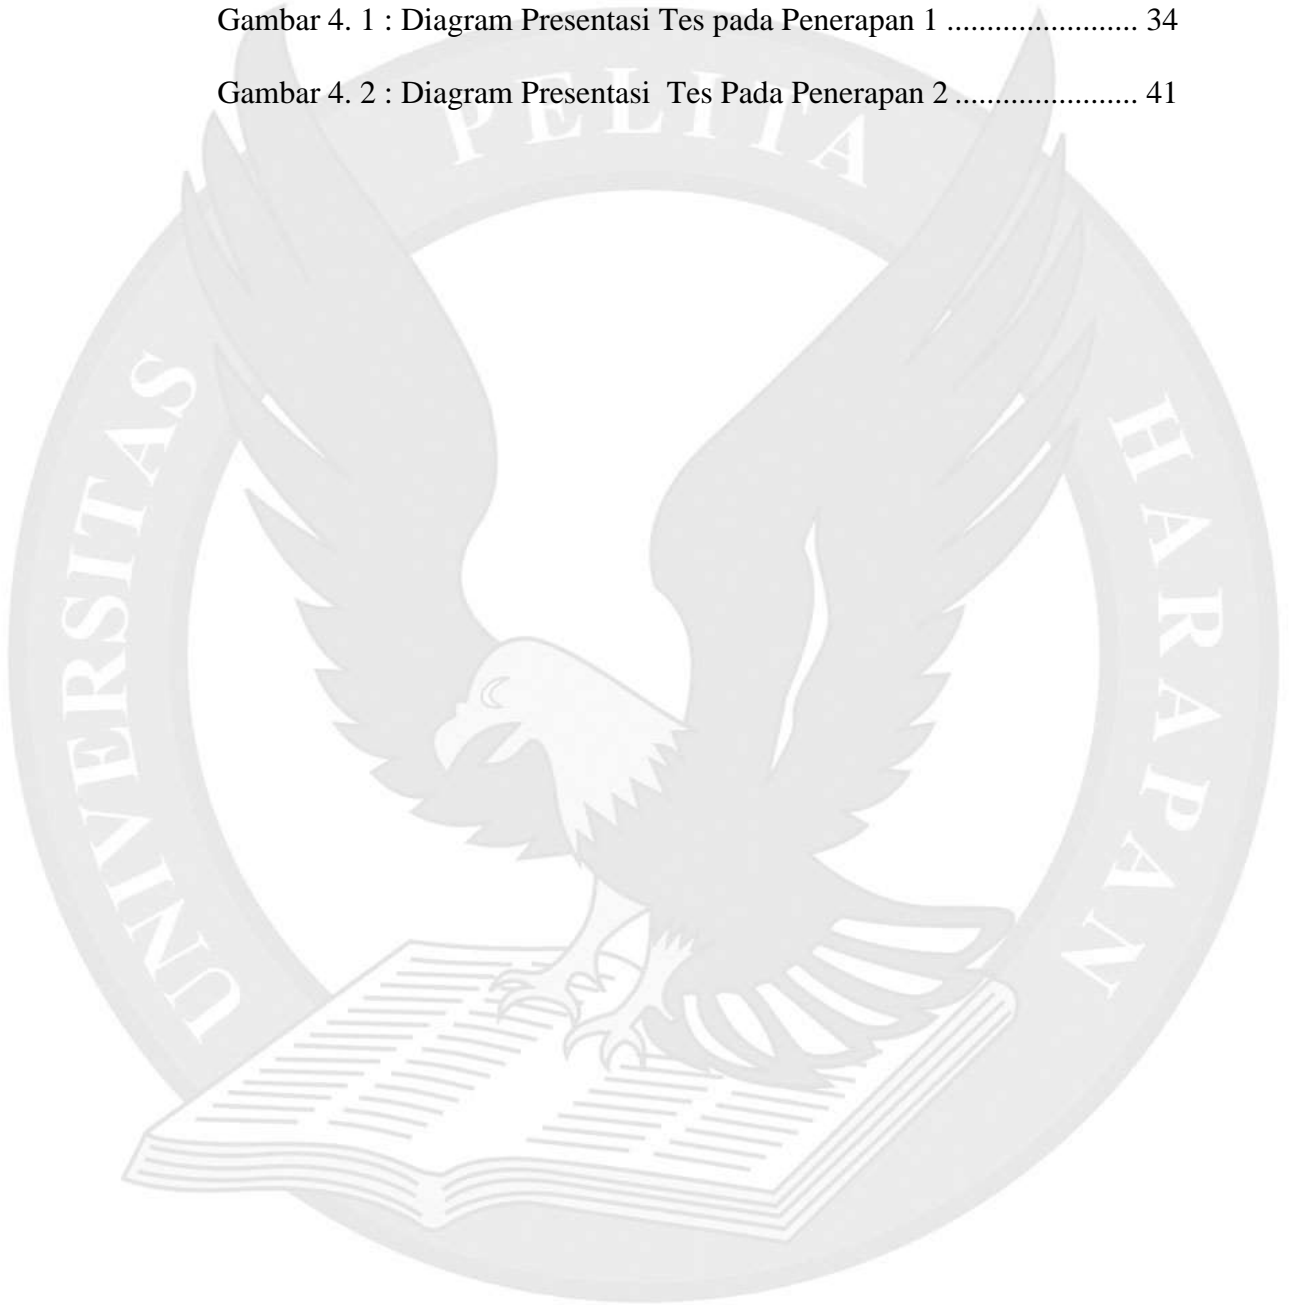 Gambar 4. 1 : Diagram Presentasi Tes pada Penerapan 1 ........................ 34
Gambar 4. 2 : Diagram Presentasi  Tes Pada Penerapan 2 ....................... 41
UNIVERSITAS PELITA HARAPAN